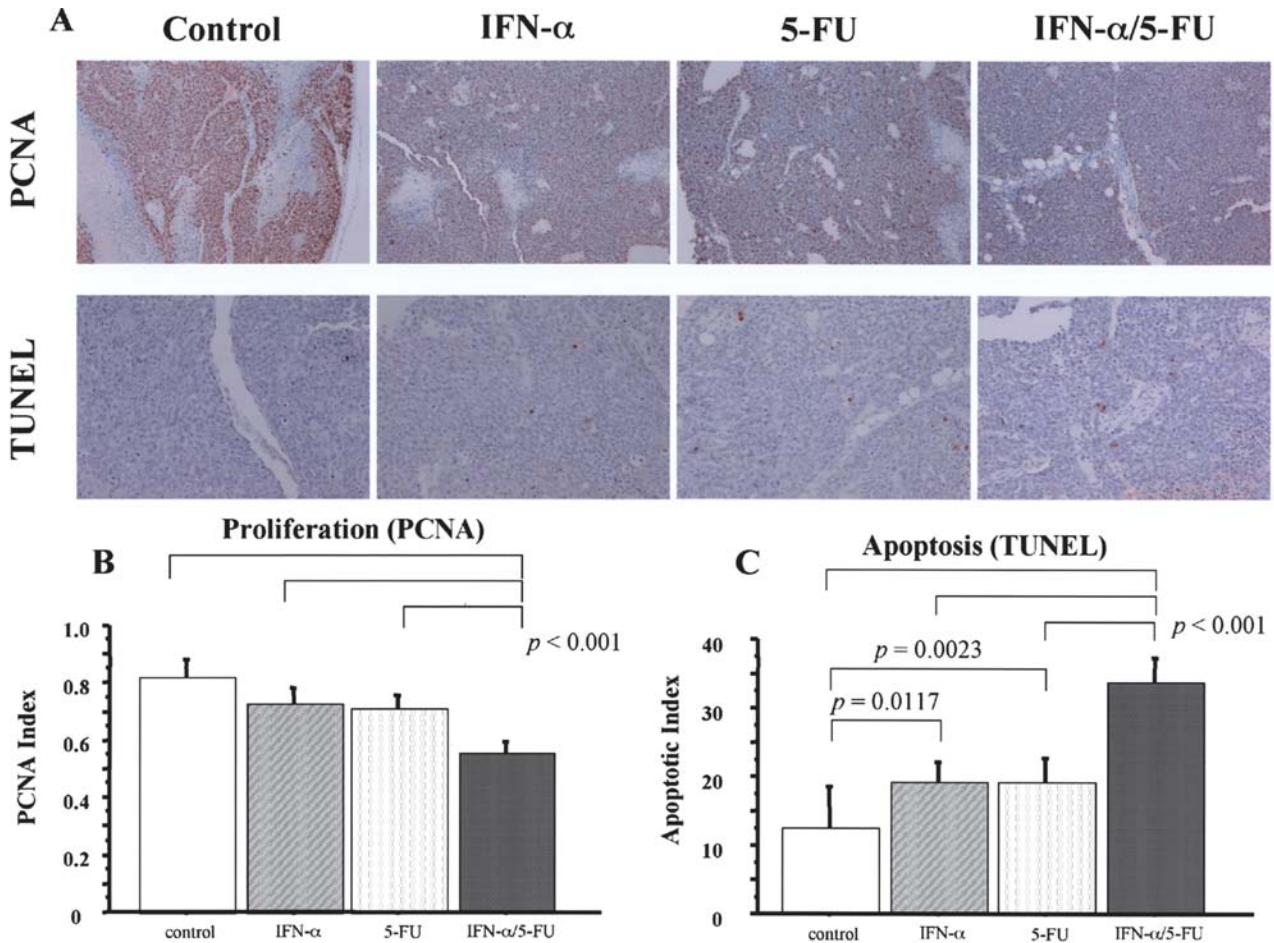 A
Control IFN-α 5-FU IFN-α/5-FU
PCNA
TUNEL
B
Proliferation (PCNA)
p < 0.001
PCNA Index
1.0
0.8
0.6
0.4
0.2
0
control IFN-α 5-FU IFN-α/5-FU
C
Apoptosis (TUNEL)
p < 0.001
p = 0.0023
p = 0.0117
Apoptotic Index
40
30
20
10
0
control IFN-α 5-FU IFN-α/5-FU